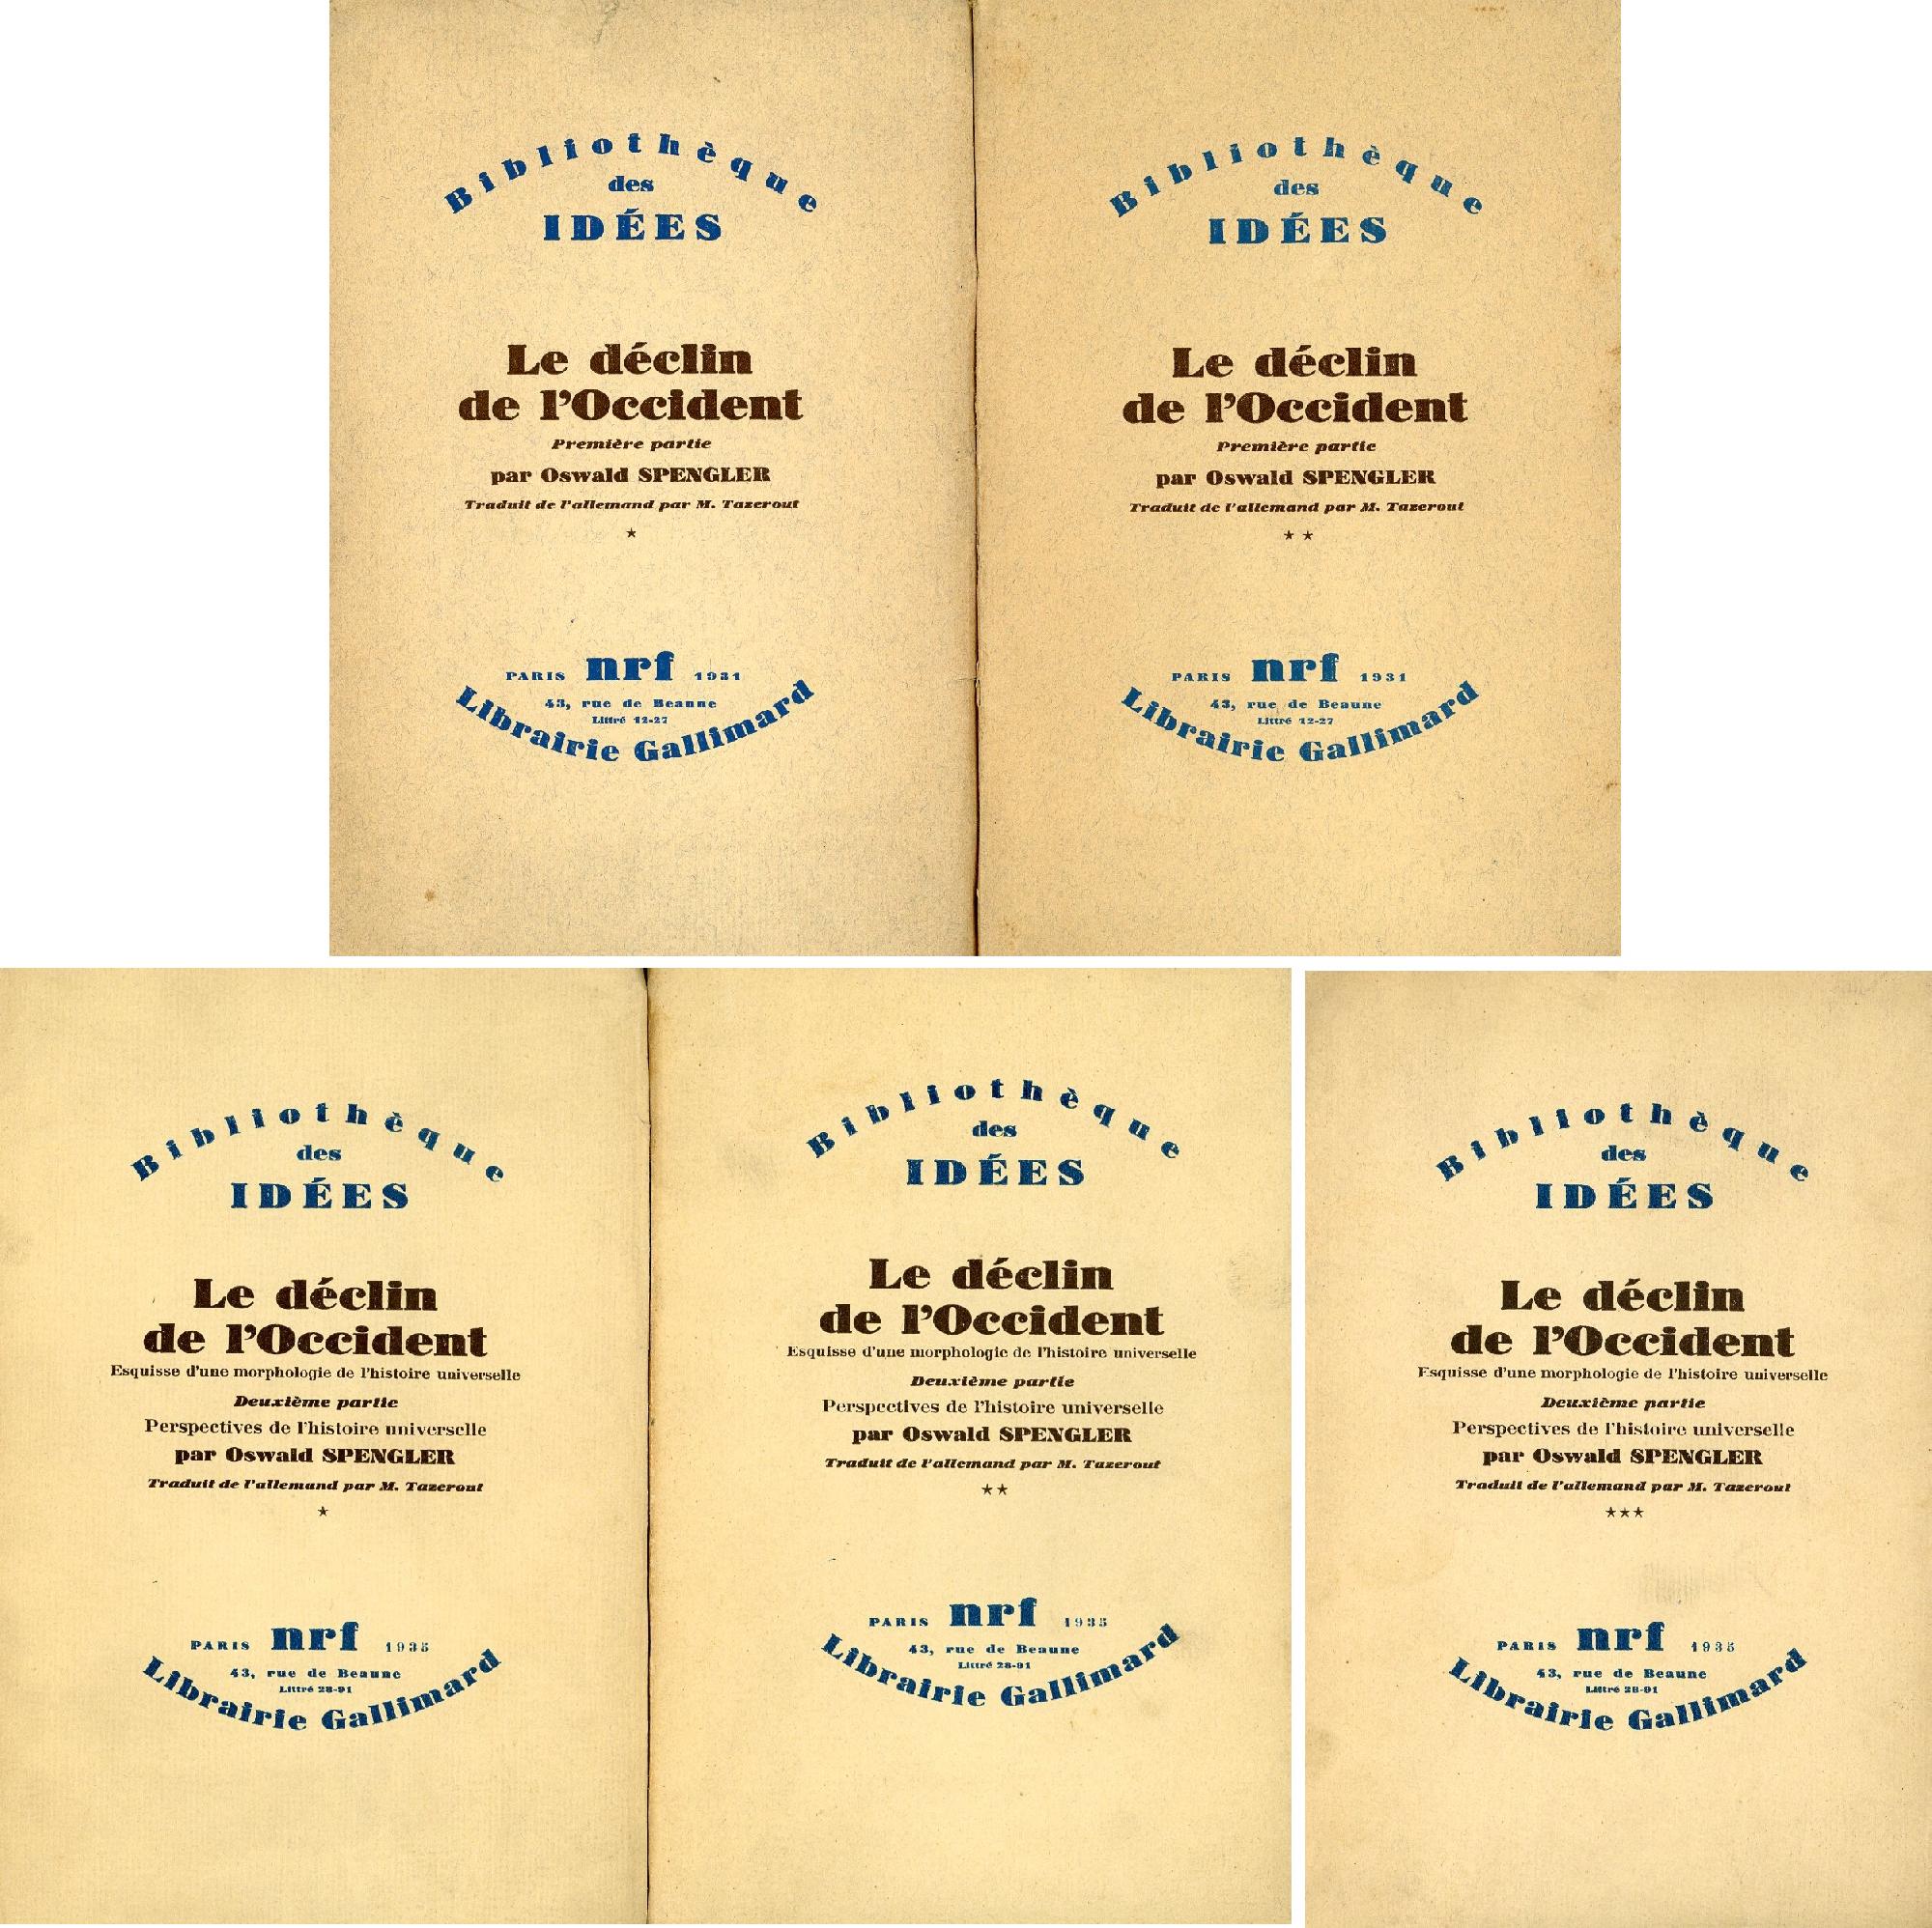 Bibliothèque
des
IDÉES
Le déclin
de l'Occident
Première partie
par Oswald SPENGLER
Traduit de l'allemand par M. Tazerout
★
PARIS nrf 1931
43, rue de Beaune
Littré 12-27
Librairie Gallimard
Bibliothèque
des
IDÉES
Le déclin
de l'Occident
Première partie
par Oswald SPENGLER
Traduit de l'allemand par M. Tazerout
★ ★
PARIS nrf 1931
43, rue de Beaune
Littré 12-27
Librairie Gallimard
Bibliothèque
des
IDÉES
Le déclin
de l'Occident
Esquisse d'une morphologie de l'histoire universelle
Deuxième partie
Perspectives de l'histoire universelle
par Oswald SPENGLER
Traduit de l'allemand par M. Tazerout
★
PARIS nrf 1935
43, rue de Beaune
Littré 28-91
Librairie Gallimard
Bibliothèque
des
IDÉES
Le déclin
de l'Occident
Esquisse d'une morphologie de l'histoire universelle
Deuxième partie
Perspectives de l'histoire universelle
par Oswald SPENGLER
Traduit de l'allemand par M. Tazerout
★★
PARIS nrf 1935
43, rue de Beaune
Littré 28-91
Librairie Gallimard
Bibliothèque
des
IDÉES
Le déclin
de l'Occident
Esquisse d'une morphologie de l'histoire universelle
Deuxième partie
Perspectives de l'histoire universelle
par Oswald SPENGLER
Traduit de l'allemand par M. Tazerout
★★★
PARIS nrf 1935
43, rue de Beaune
Littré 28-91
Librairie Gallimard